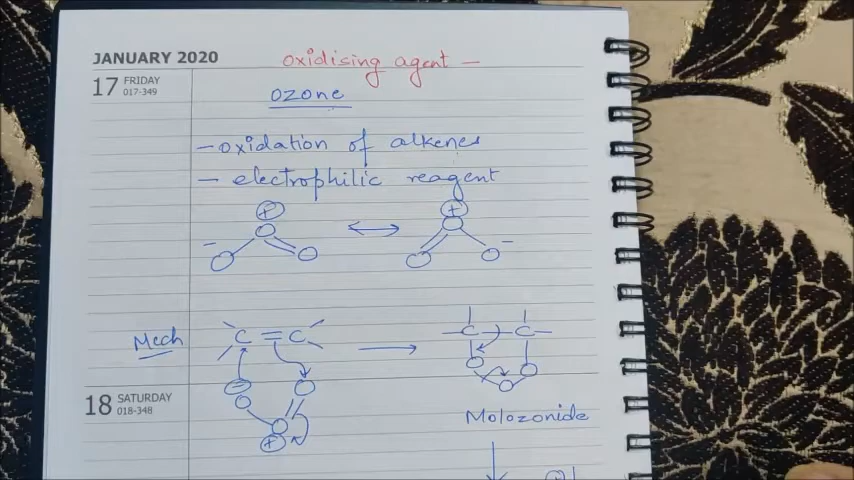 JANUARY 2020
oxidising agent —
17 FRIDAY
017-349
ozone
- oxidation of alkenes
- electrophilic reagent
+ +
- O O O O -
O O
Mech
C = C → C C
- O O O O
O + O
18 SATURDAY
018-348
Molozonide